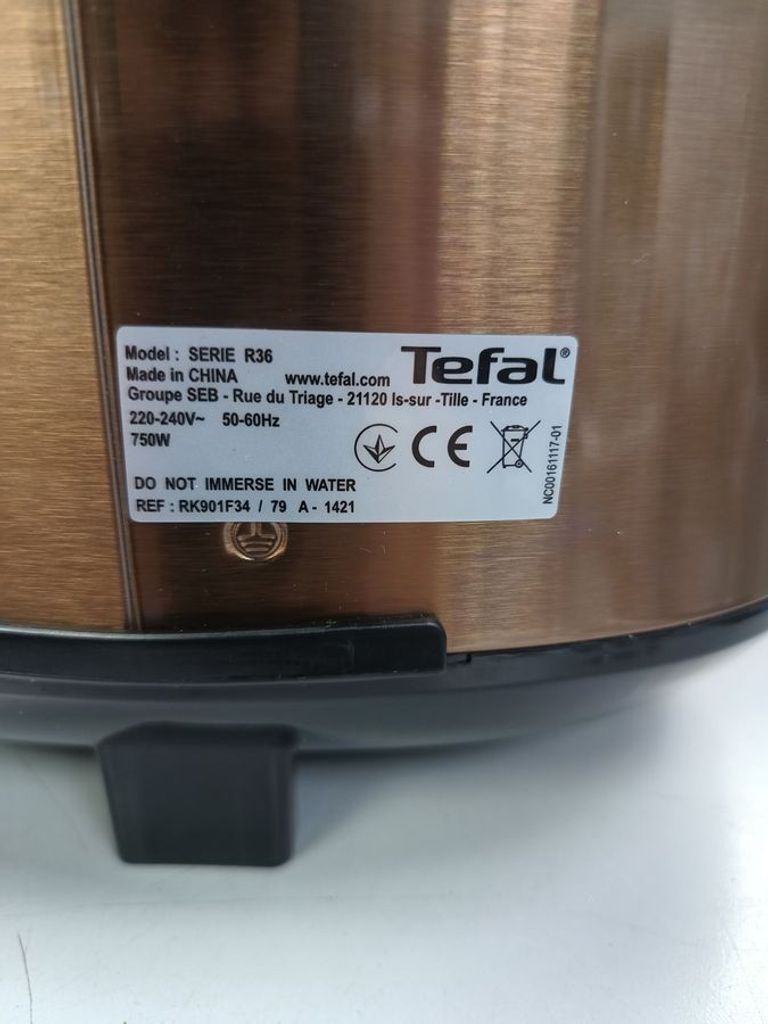 Model : SERIE R36
Tefal®
Made in CHINA www.tefal.com
Groupe SEB - Rue du Triage - 21120 Is-sur -Tille - France
220-240V~ 50-60Hz
750W
CE
DO NOT IMMERSE IN WATER
REF : RK901F34 / 79 A - 1421
NC00161117-01